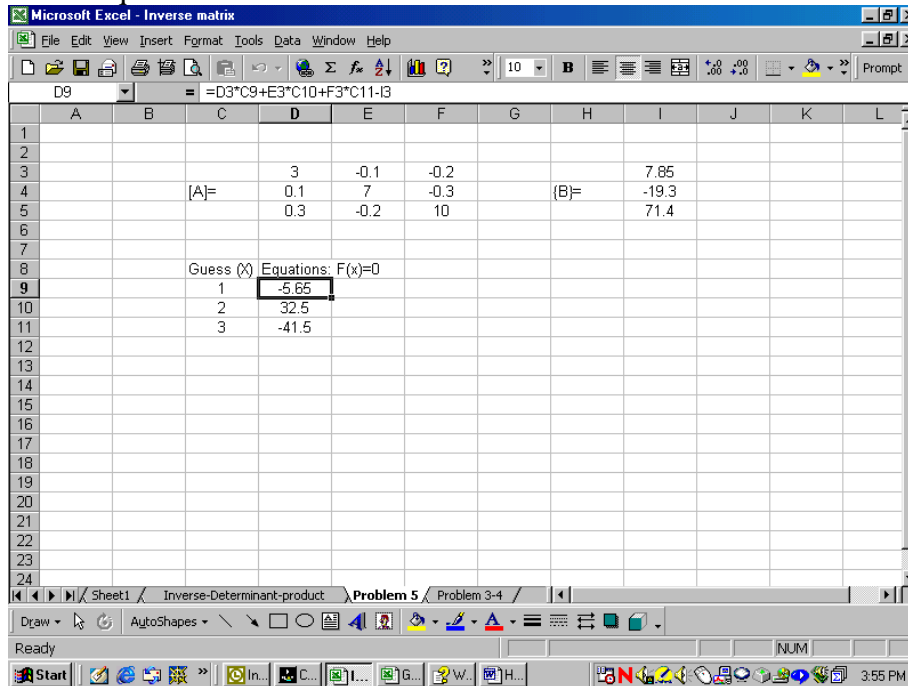 Microsoft Excel - Inverse matrix
File Edit View Insert Format Tools Data Window Help
10 B Prompt
D9 = =D3*C9+E3*C10+F3*C11-I3
A B C D E F G H I J K L
1
2
3 3 -0.1 -0.2 7.85
4 [A]= 0.1 7 -0.3 {B}= -19.3
5 0.3 -0.2 10 71.4
6
7
8 Guess (X) Equations: F(x)=0
9 1 -5.65
10 2 32.5
11 3 -41.5
12
13
14
15
16
17
18
19
20
21
22
23
24
Sheet1 Inverse-Determinant-product Problem 5 Problem 3-4
Draw AutoShapes
Ready NUM
Start In... C... I... G... W... H... 3:55 PM